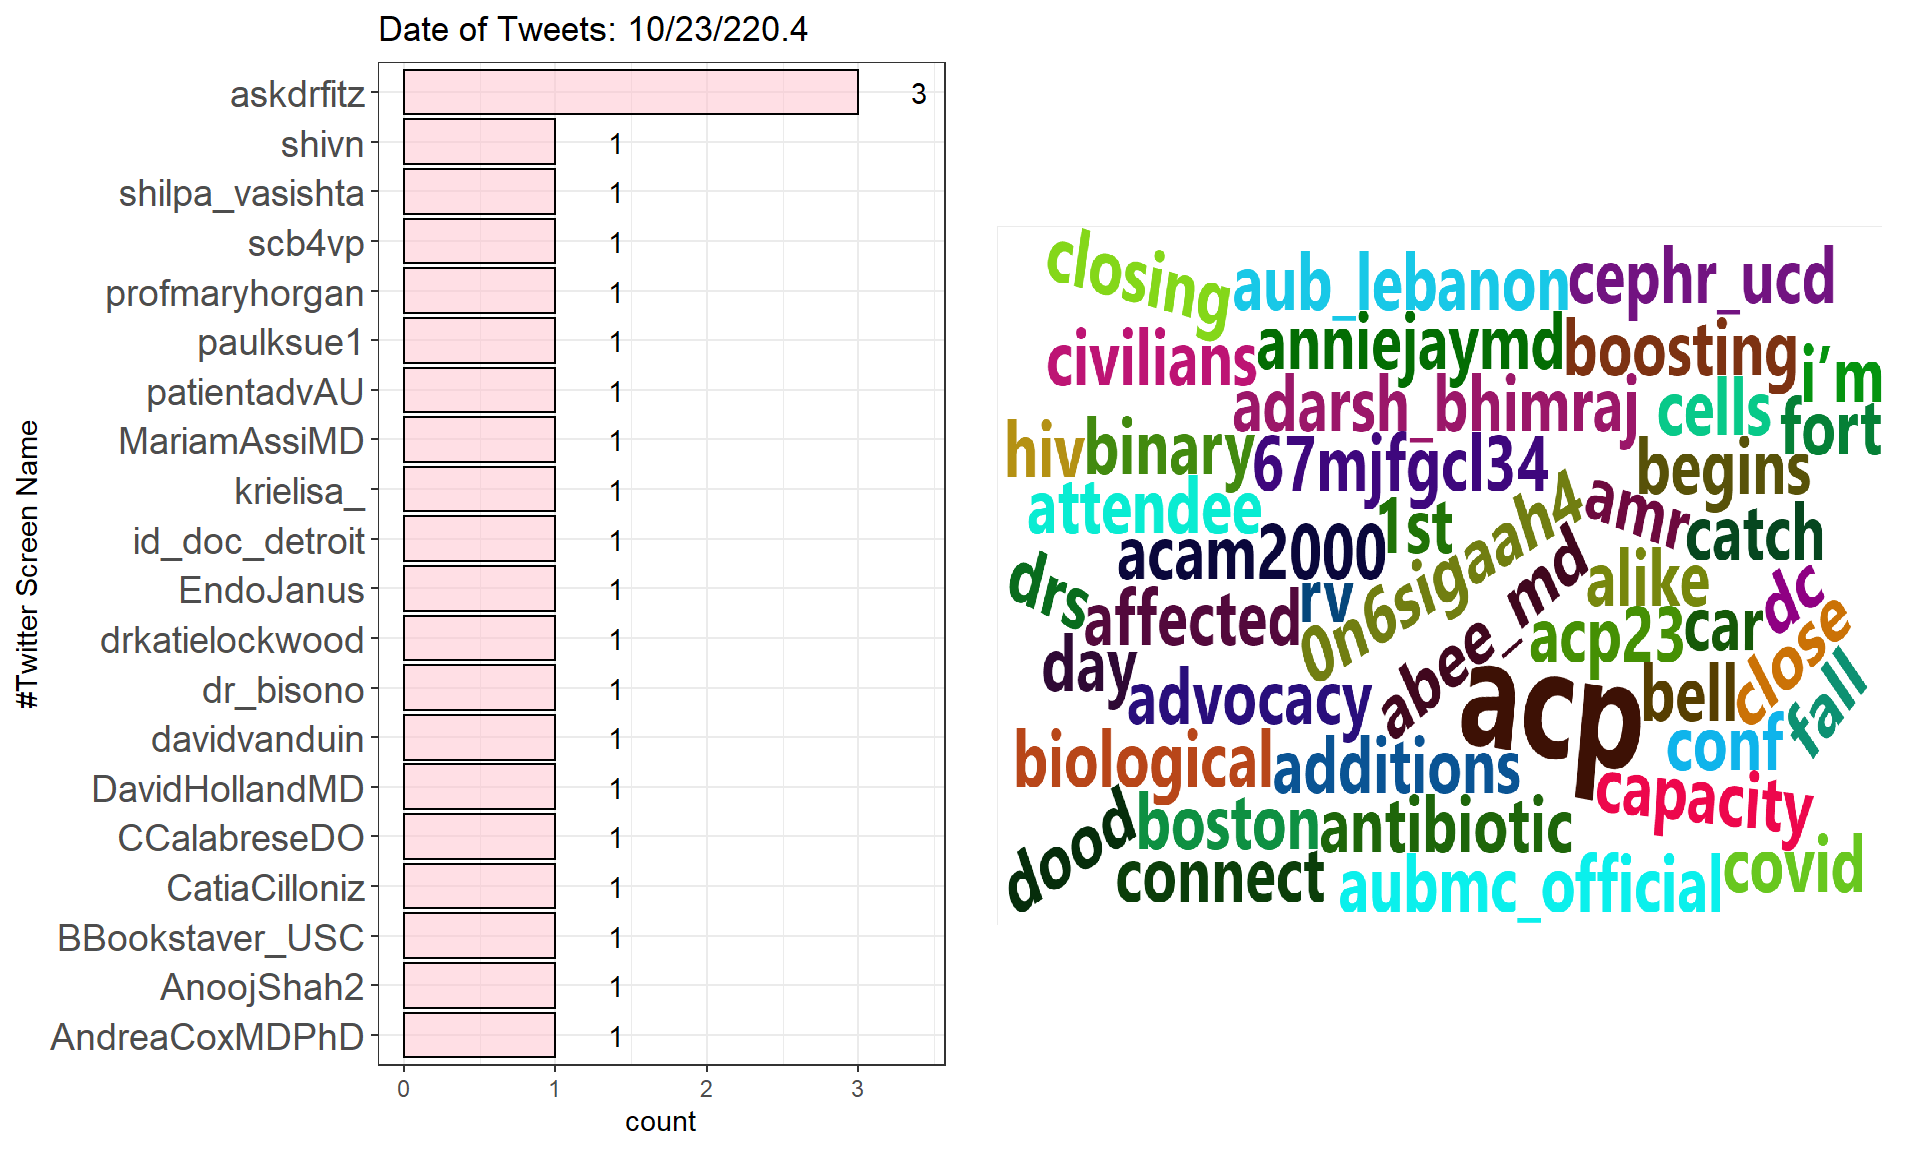 Date of Tweets: 10/23/220.4
#Twitter Screen Name
askdrfitz 3
shivn 1
shilpa_vasishta 1
scb4vp 1
profmaryhorgan 1
paulksue1 1
patientadvAU 1
MariamAssiMD 1
krielisa_ 1
id_doc_detroit 1
EndoJanus 1
drkatielockwood 1
dr_bisono 1
davidvanduin 1
DavidHollandMD 1
CCalabreseDO 1
CatiaCilloniz 1
BBookstaver_USC 1
AnoojShah2 1
AndreaCoxMDPhD 1
0 1 2 3
count
closing
aub_lebanon
cephr_ucd
civilians
anniejaymd
boosting
i’m
adarsh_bhimraj
cells
fort
hiv
binary
67mjfgcl34
begins
attendee
1st
0n6sigaah4
amr
catch
acam2000
drs
affected
rv
abee_md
alike
dc
day
acp23
car
close
advocacy
acp
bell
fall
biological
additions
conf
capacity
dood
boston
antibiotic
connect
aubmc_official
covid